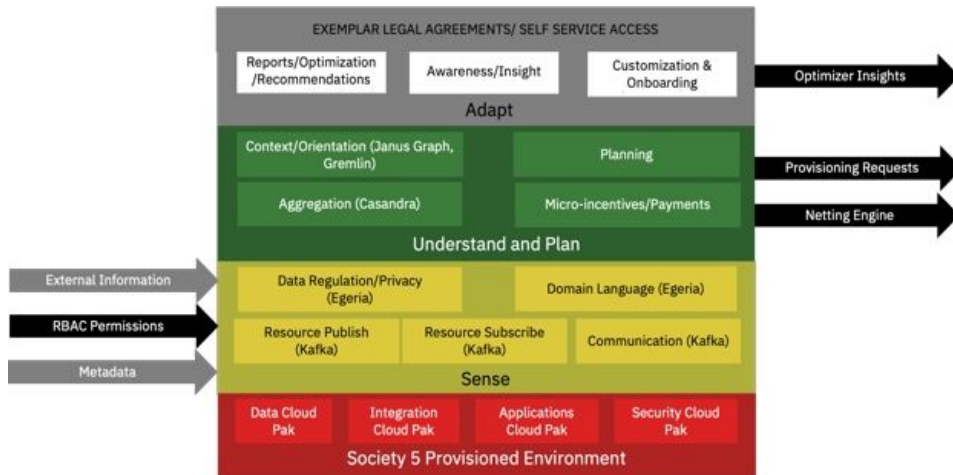 EXEMPLAR LEGAL AGREEMENTS/ SELF SERVICE ACCESS
Reports/Optimization
/Recommendations
Awareness/Insight
Customization &
Onboarding
Optimizer Insights
Adapt
Context/Orientation (Janus Graph,
Gremlin)
Planning
Provisioning Requests
Aggregation (Casandra)
Micro-incentives/Payments
Netting Engine
Understand and Plan
External Information
Data Regulation/Privacy
(Egeria)
Domain Language (Egeria)
RBAC Permissions
Resource Publish
(Kafka)
Resource Subscribe
(Kafka)
Communication (Kafka)
Metadata
Sense
Data Cloud
Pak
Integration
Cloud Pak
Applications
Cloud Pak
Security Cloud
Pak
Society 5 Provisioned Environment